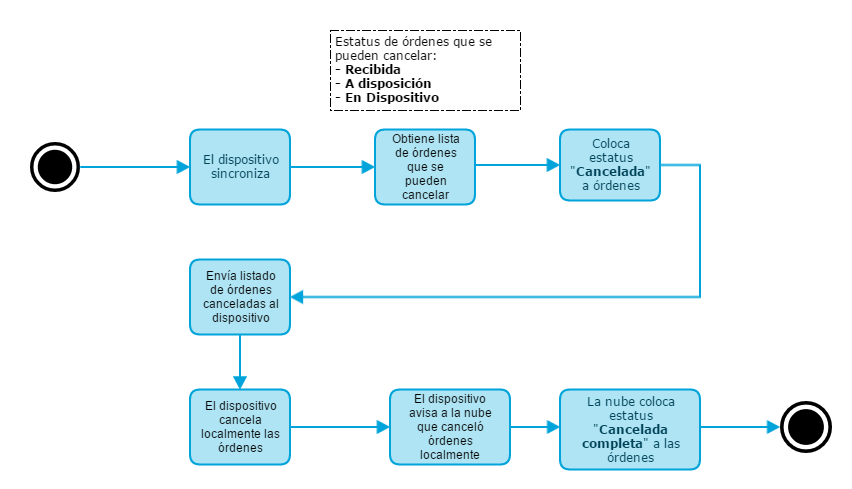 Estatus de órdenes que se
pueden cancelar:
- Recibida
- A disposición
- En Dispositivo
El dispositivo
sincroniza
Obtiene lista
de órdenes
que se
pueden
cancelar
Coloca
estatus
"Cancelada"
a órdenes
Envía listado
de órdenes
canceladas al
dispositivo
El dispositivo
cancela
localmente las
órdenes
El dispositivo
avisa a la nube
que canceló
órdenes
localmente
La nube coloca
estatus
"Cancelada
completa" a las
órdenes